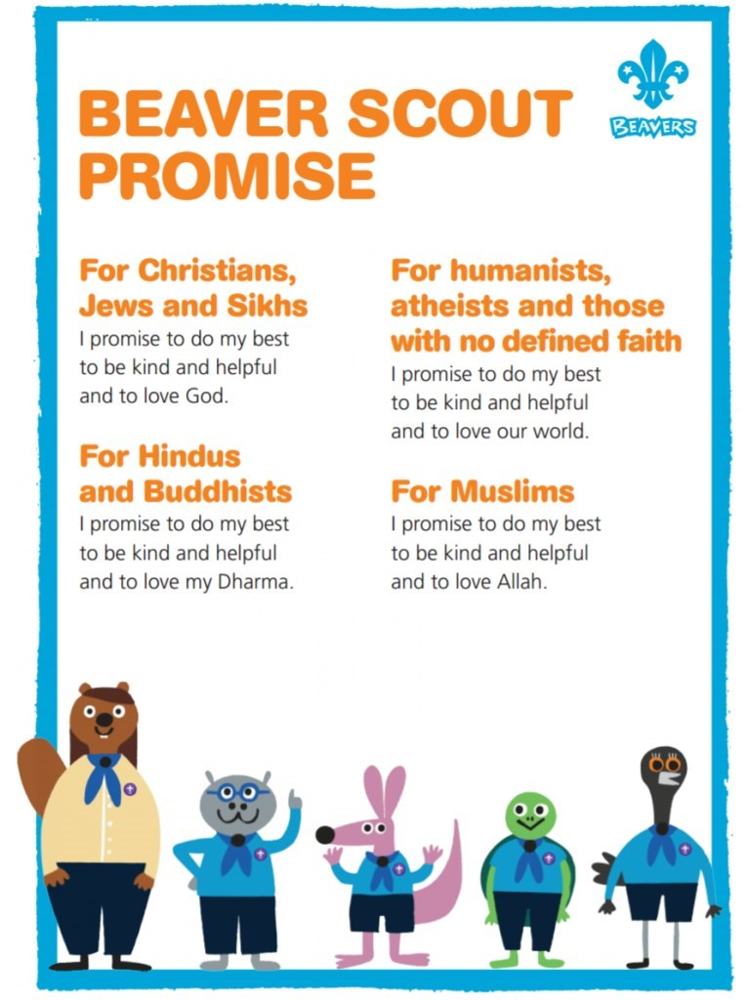 BEAVER SCOUT
PROMISE
BEAVERS
For Christians,
Jews and Sikhs
I promise to do my best
to be kind and helpful
and to love God.
For Hindus
and Buddhists
I promise to do my best
to be kind and helpful
and to love my Dharma.
For humanists,
atheists and those
with no defined faith
I promise to do my best
to be kind and helpful
and to love our world.
For Muslims
I promise to do my best
to be kind and helpful
and to love Allah.